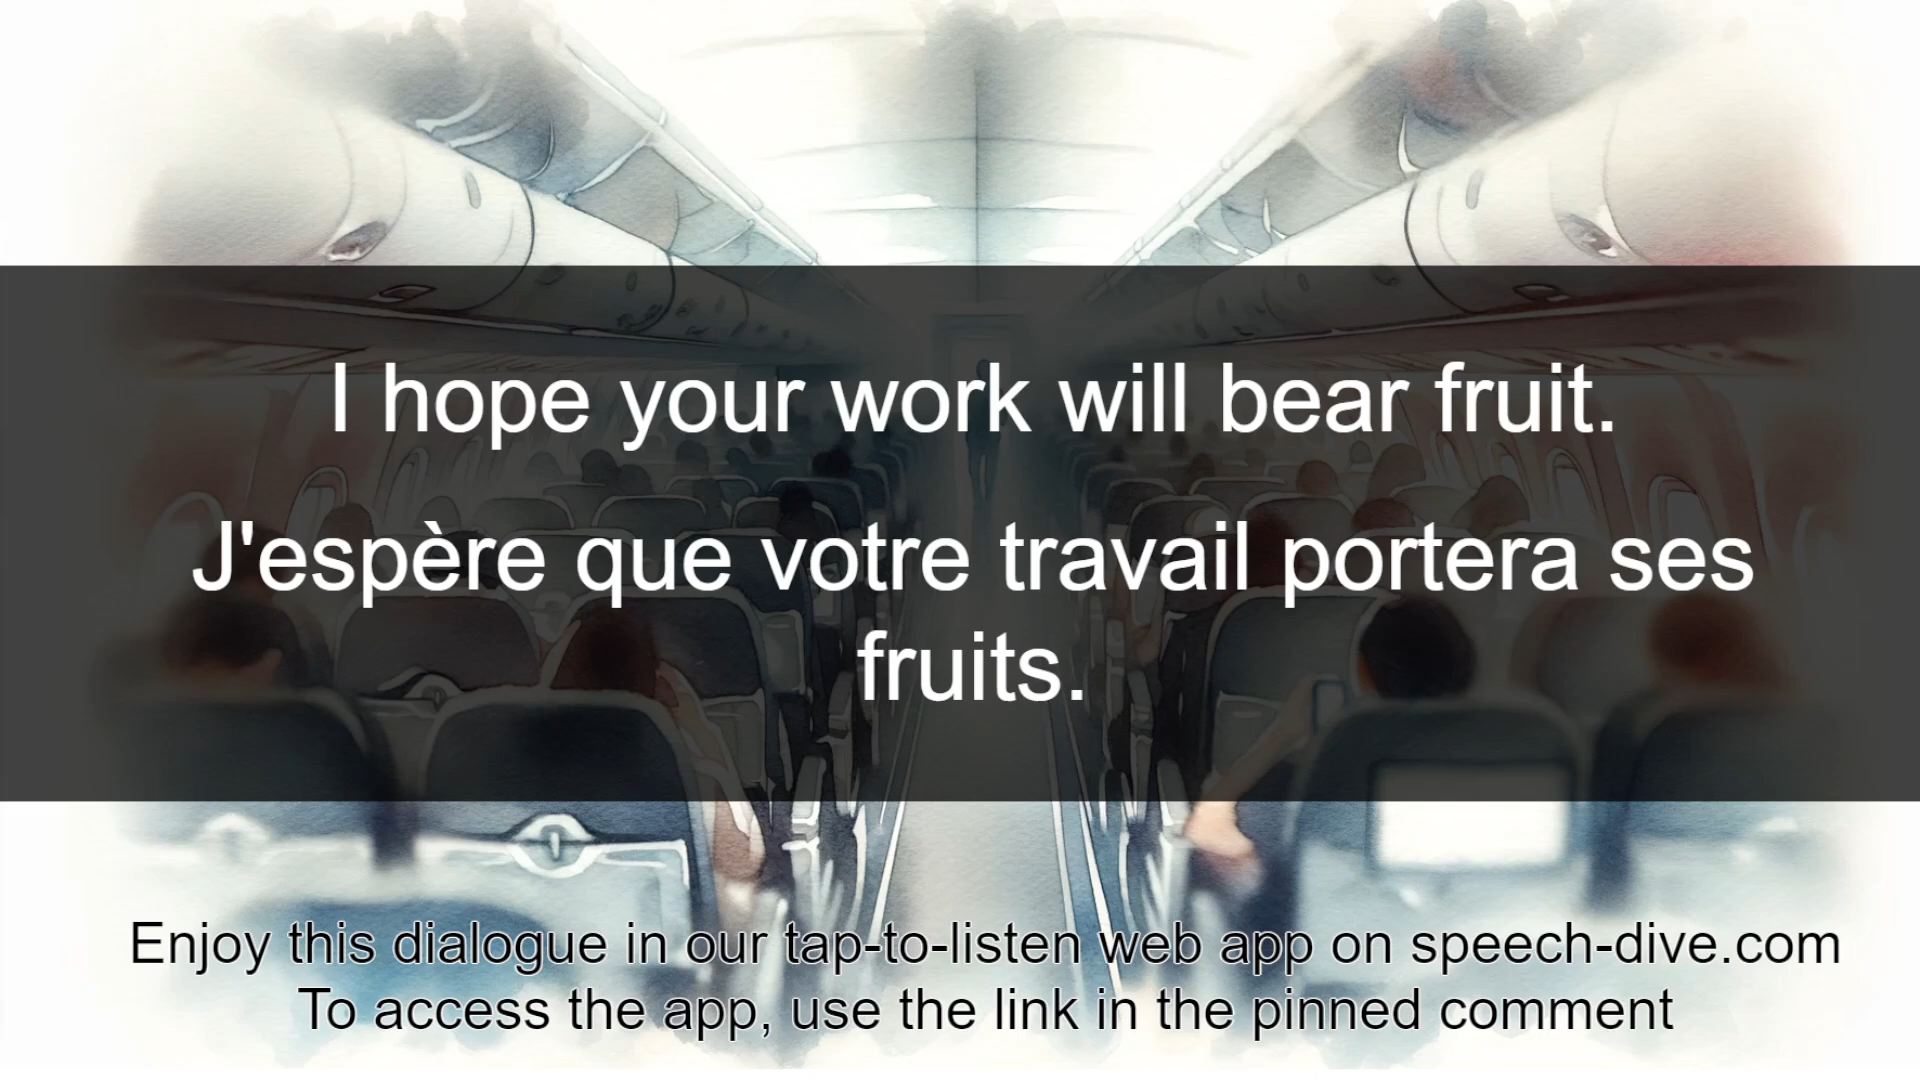 I hope your work will bear fruit.
J'espère que votre travail portera ses
fruits.
Enjoy this dialogue in our tap-to-listen web app on speech-dive.com
To access the app, use the link in the pinned comment